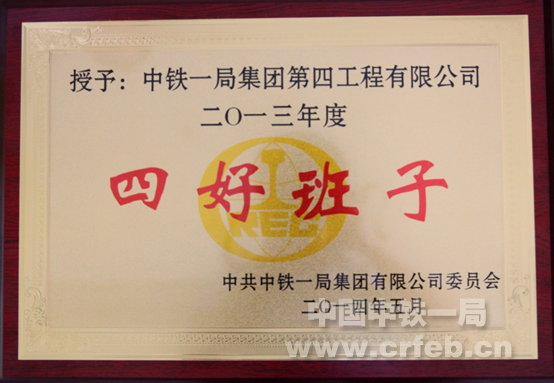 授予：中铁一局集团第四工程有限公司
二〇一三年度
四好班子
REC
中共中铁一局集团有限公司委员会
二〇一四年五月
中国中铁一局
www.crfeb.cn